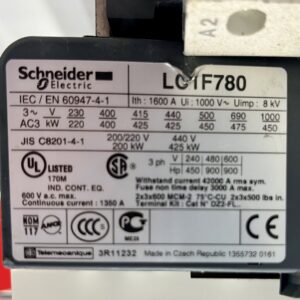 A2
Schneider Electric
LC1F780
IEC / EN 60947-4-1 Ith : 1600 A Ui : 1000 V~ Uimp : 8 kV
3~ V 230 400 415 440 500 690 1000
AC3 kW 220 400 425 425 450 475 450
JIS C8201-4-1 200/220 V 440 V
200 kW 425 kW
UL LISTED
170M
IND. CONT. EQ.
600 V a.c. max.
Continuous current : 1350 A
SA
3 ph V 240 480 600
Hp 450 900 900
Withstand current 42000 A rms sym.
Fuse non time delay 3000 A max.
2x3x600 MCM-2 75°C-CU 2x3x500 lbs in.
Terminal Kit : Cat N° DZ2-FL..
117
CCC
Telemecanique 3R11232 Made in Czech Republic 1355732 0161